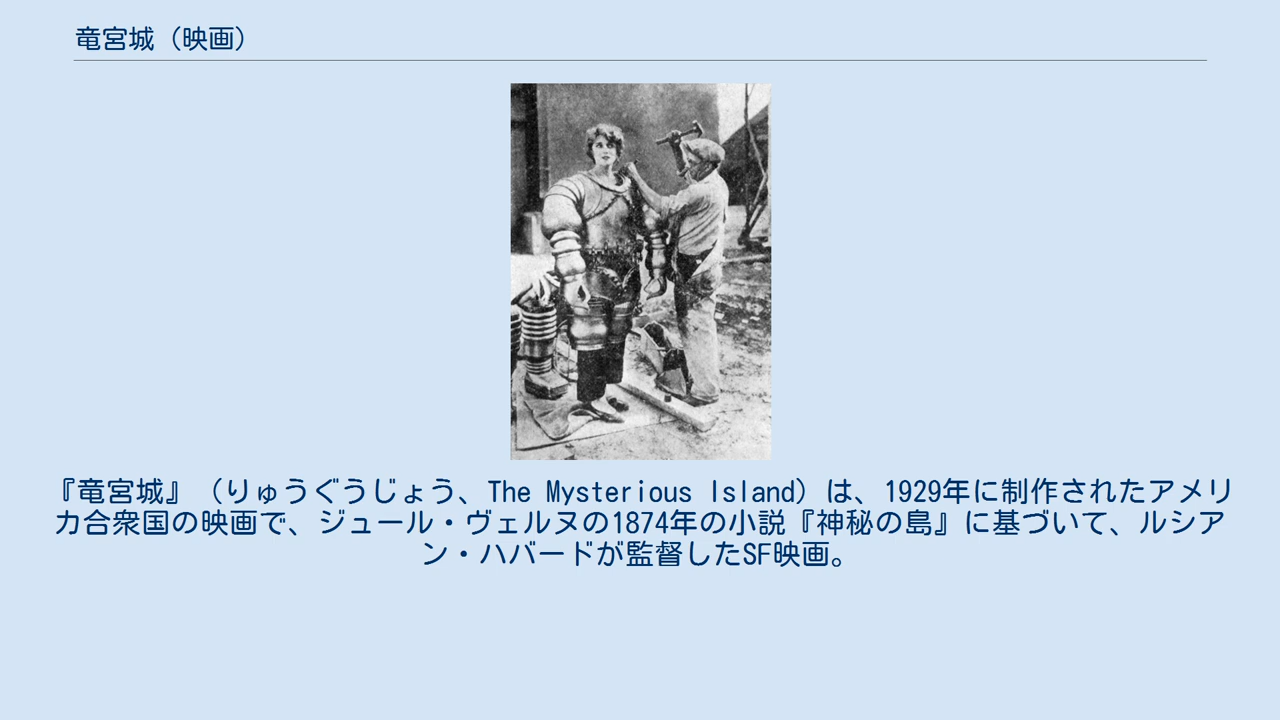 竜宮城（映画）
『竜宮城』（りゅうぐうじょう、The Mysterious Island）は、1929年に制作されたアメリ
カ合衆国の映画で、ジュール・ヴェルヌの1874年の小説『神秘の島』に基づいて、ルシア
ン・ハバードが監督したSF映画。